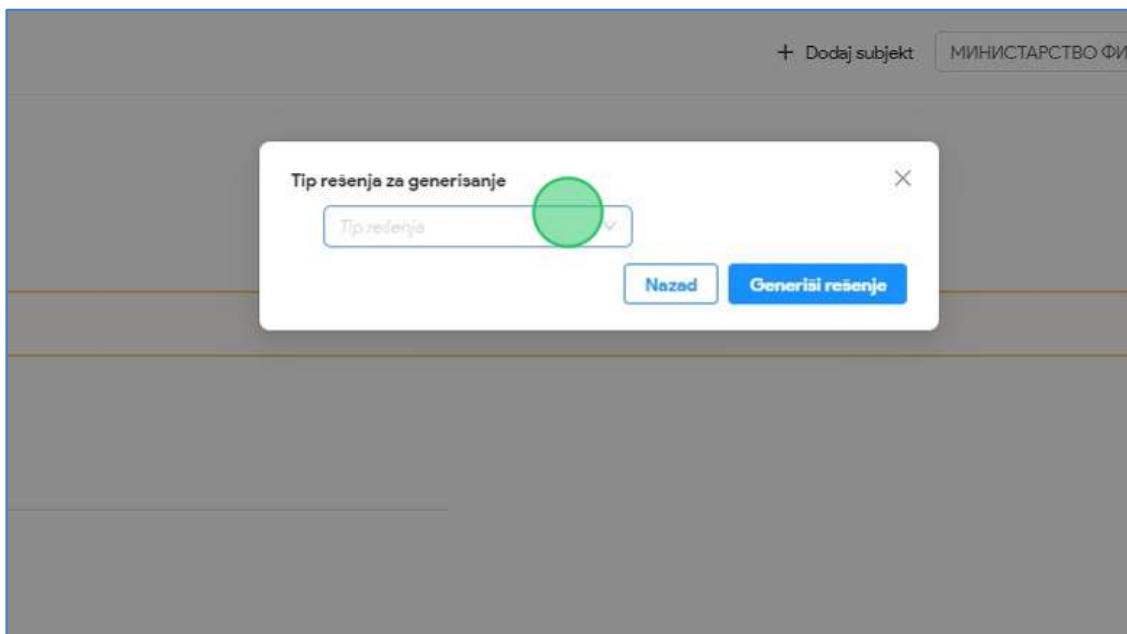 + Dodaj subjekt
МИНИСТАРСТВО ФИ
Tip rešenja za generisanje
Tip rešenja
Nazad
Generiši rešenje